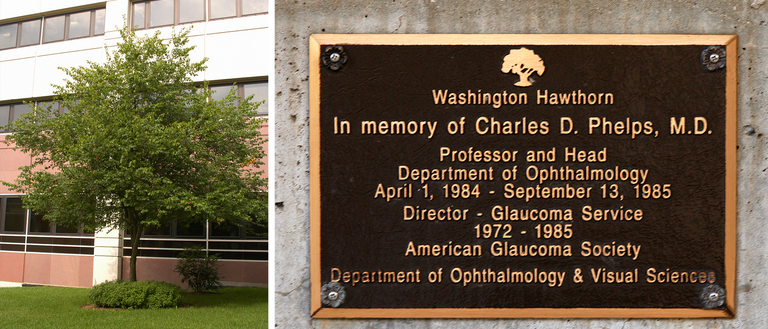 Washington Hawthorn
In memory of Charles D. Phelps, M.D.
Professor and Head
Department of Ophthalmology
April 1, 1984 - September 13, 1985
Director - Glaucoma Service
1972 - 1985
American Glaucoma Society
Department of Ophthalmology & Visual Sciences